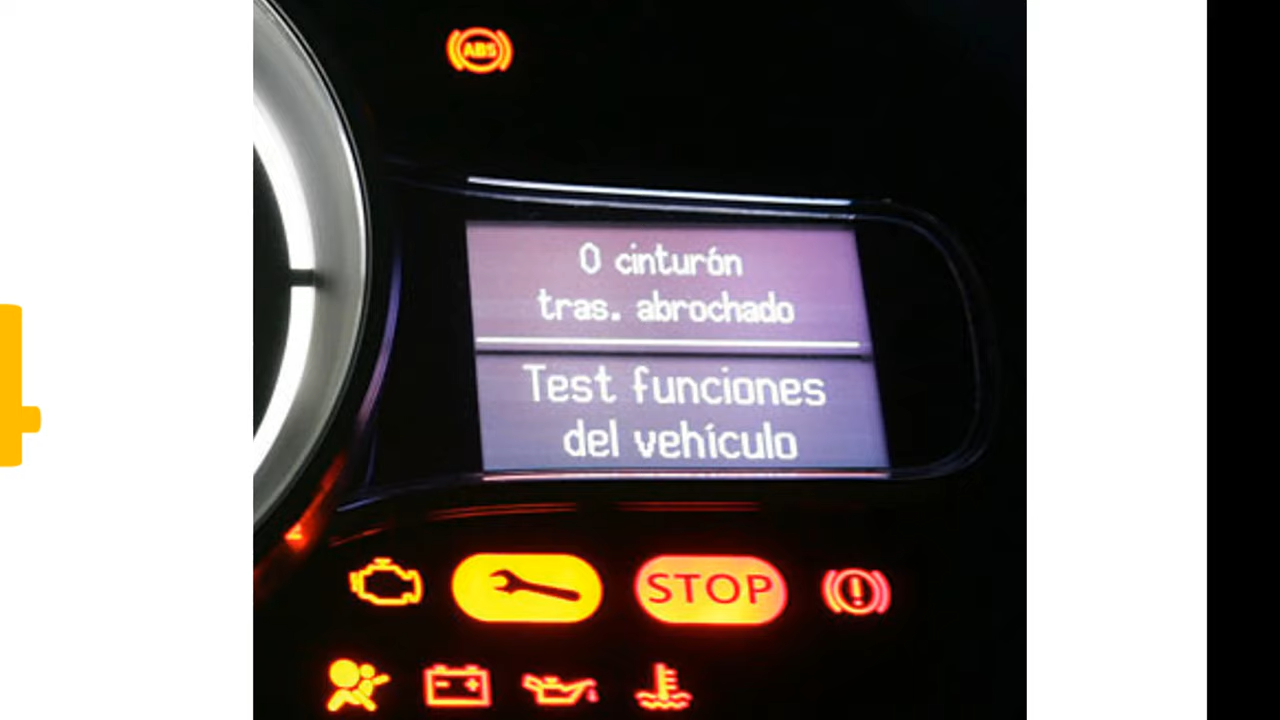 ABS
0 cinturón
tras. abrochado
Test funciones
del vehículo
STOP